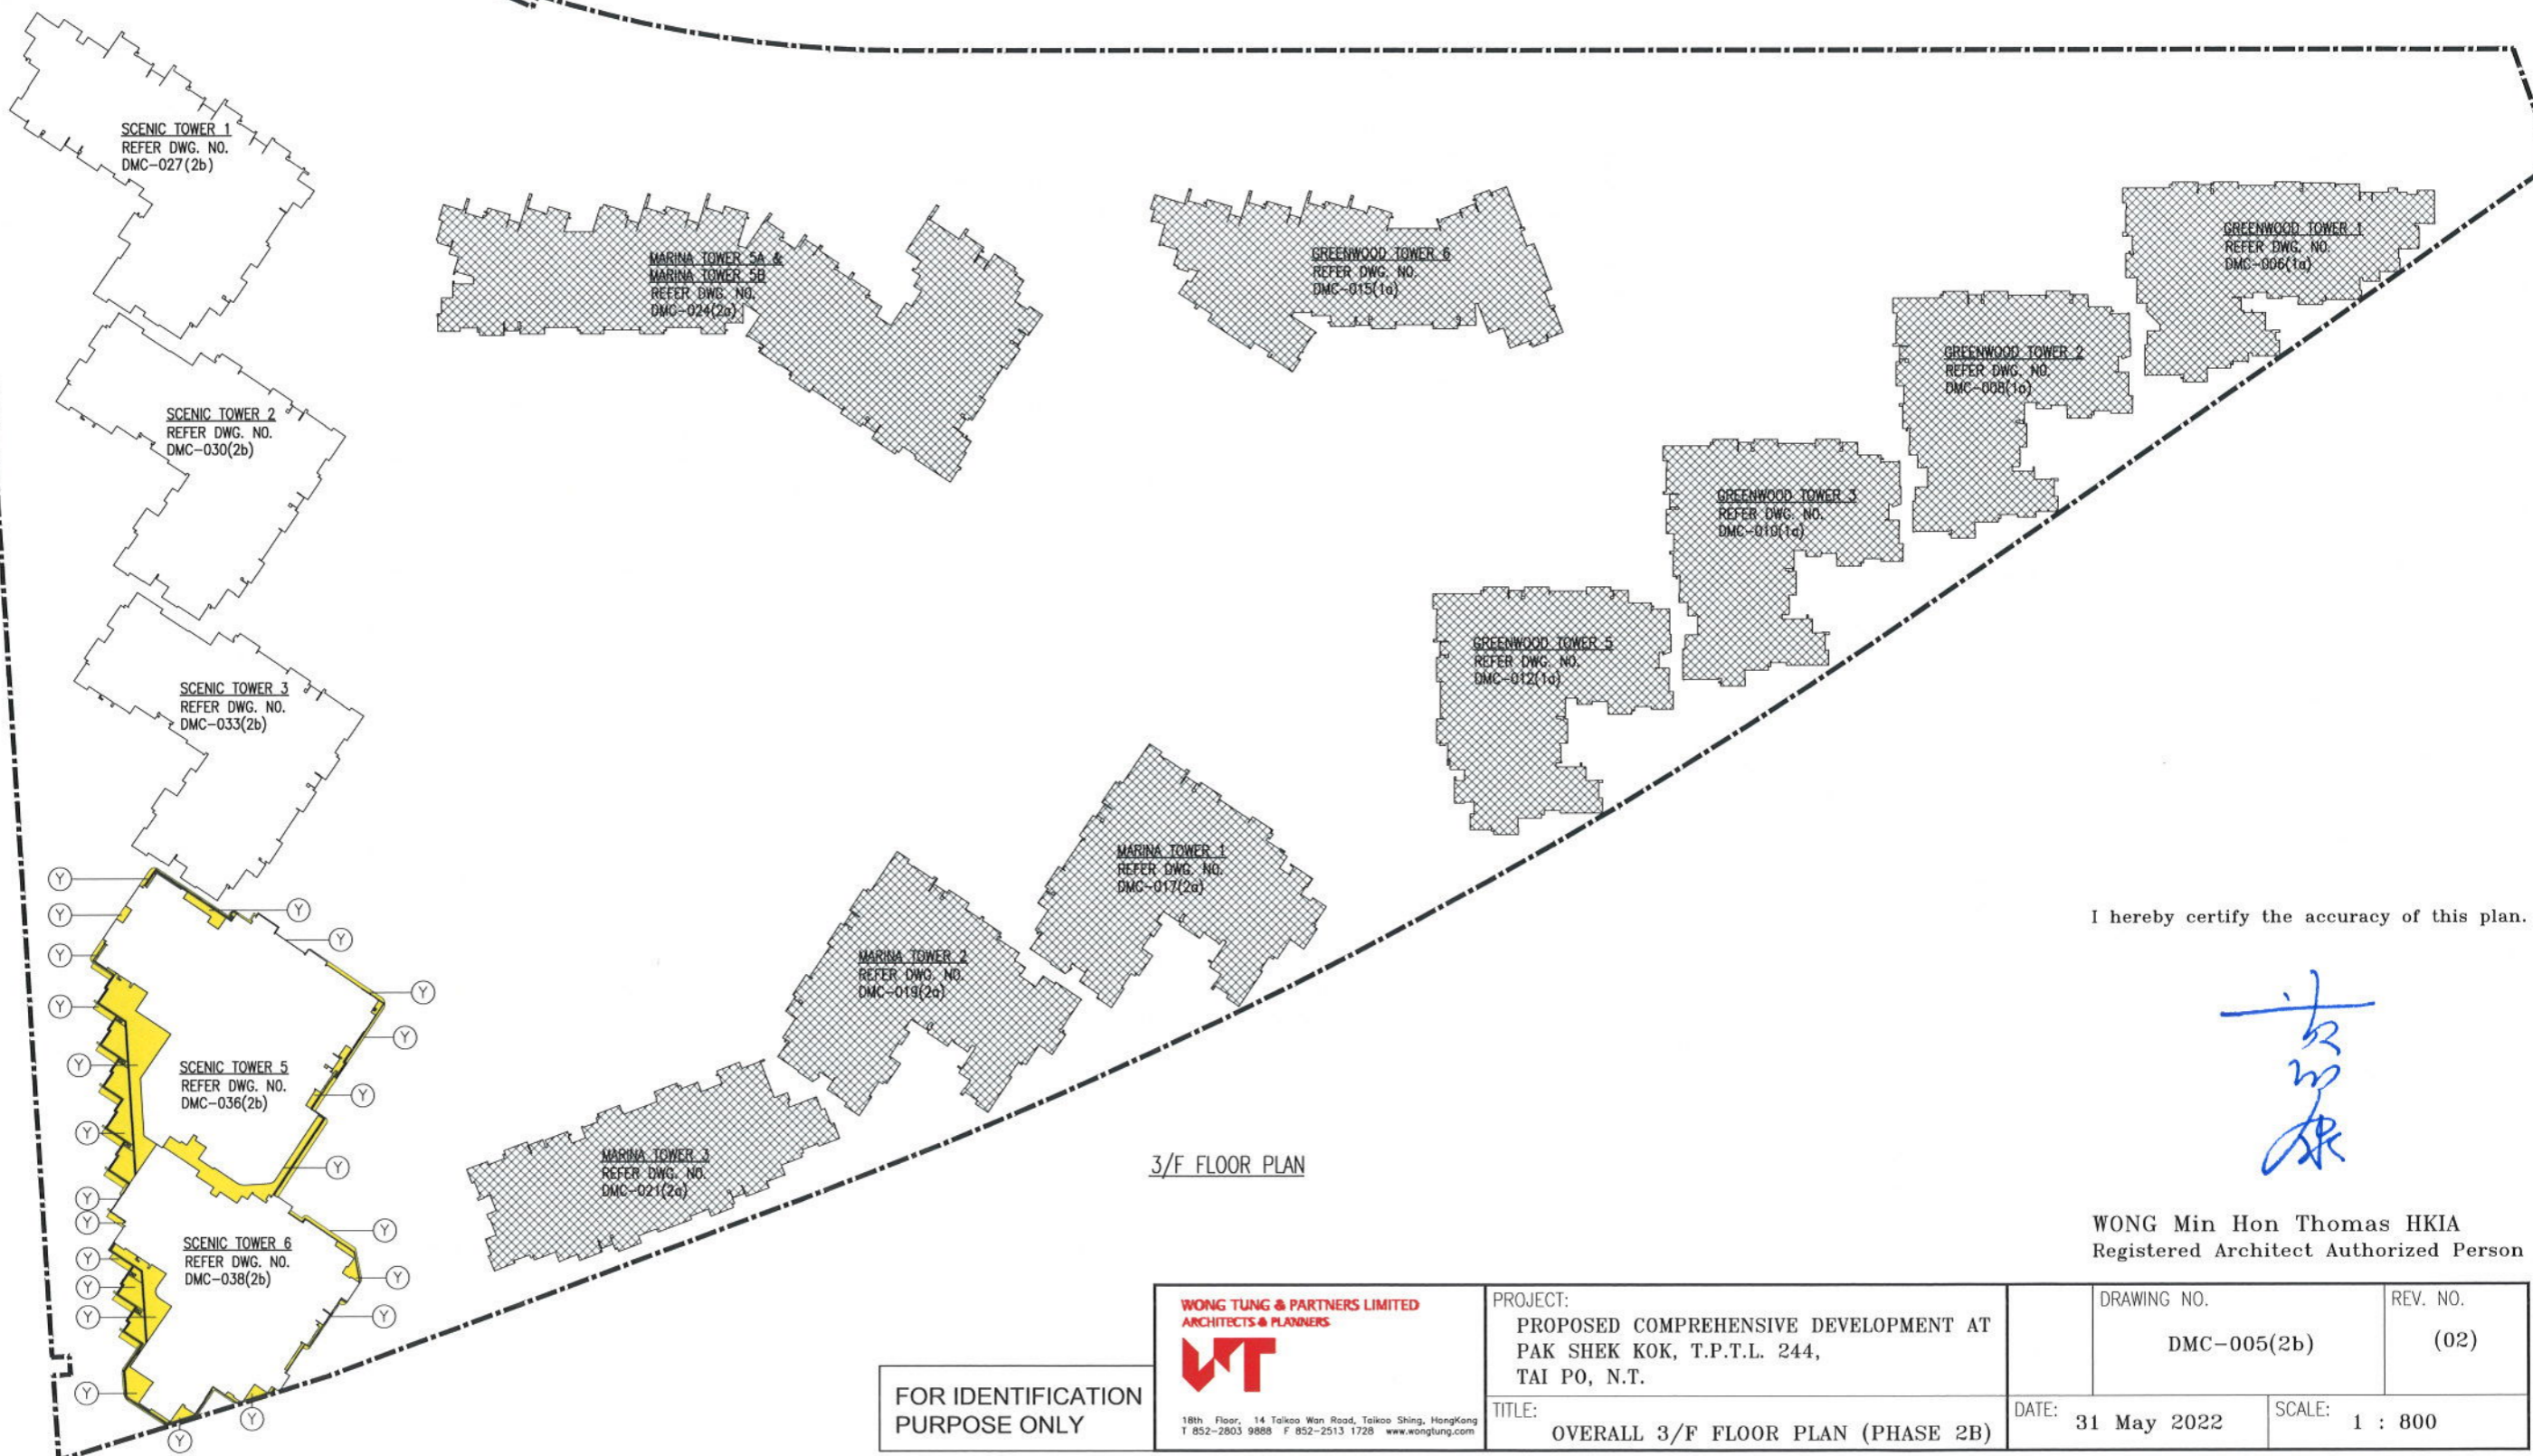 SCENIC TOWER 1
REFER DWG. NO.
DMC-027(2b)
MARINA TOWER 5A &
MARINA TOWER 5B
REFER DWG. NO.
DMC-024(2a)
GREENWOOD TOWER 6
REFER DWG. NO.
DMC-015(1a)
GREENWOOD TOWER 1
REFER DWG. NO.
DMC-006(1a)
GREENWOOD TOWER 2
REFER DWG. NO.
DMC-008(1a)
SCENIC TOWER 2
REFER DWG. NO.
DMC-030(2b)
GREENWOOD TOWER 3
REFER DWG. NO.
DMC-010(1a)
GREENWOOD TOWER 5
REFER DWG. NO.
DMC-012(1a)
SCENIC TOWER 3
REFER DWG. NO.
DMC-033(2b)
MARINA TOWER 1
REFER DWG. NO.
DMC-017(2a)
MARINA TOWER 2
REFER DWG. NO.
DMC-019(2a)
Y
Y
Y
Y
Y
Y
Y
Y
Y
Y
Y
Y
SCENIC TOWER 5
REFER DWG. NO.
DMC-036(2b)
MARINA TOWER 3
REFER DWG. NO.
DMC-021(2a)
Y
Y
Y
Y
Y
Y
Y
Y
Y
Y
Y
Y
SCENIC TOWER 6
REFER DWG. NO.
DMC-038(2b)
3/F FLOOR PLAN
I hereby certify the accuracy of this plan.
WONG Min Hon Thomas HKIA
Registered Architect Authorized Person
FOR IDENTIFICATION
PURPOSE ONLY
WONG TUNG & PARTNERS LIMITED
ARCHITECTS & PLANNERS
WT
18th Floor, 14 Taikoo Wan Road, Taikoo Shing, HongKong
T 852-2803 9888 F 852-2513 1728 www.wongtung.com
PROJECT:
PROPOSED COMPREHENSIVE DEVELOPMENT AT
PAK SHEK KOK, T.P.T.L. 244,
TAI PO, N.T.
TITLE:
OVERALL 3/F FLOOR PLAN (PHASE 2B)
DRAWING NO.
DMC-005(2b)
REV. NO.
(02)
DATE: 31 May 2022
SCALE: 1 : 800